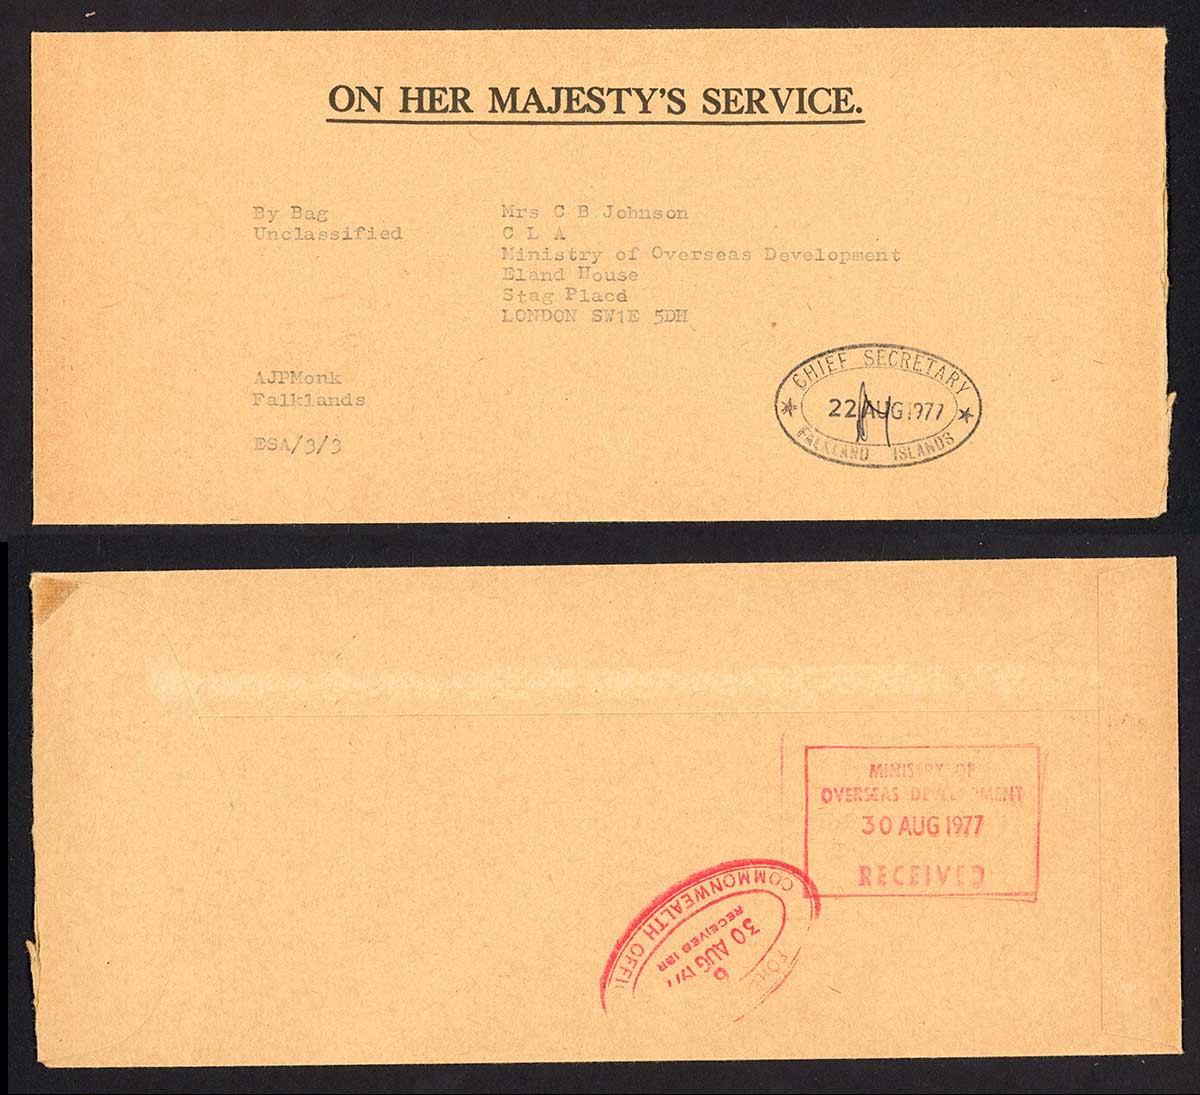 ON HER MAJESTY'S SERVICE.
By Bag
Unclassified
Mrs C B Johnson
C L A
Ministry of Overseas Development
Eland House
Stag Placd
LONDON SW1E 5DH
AJPMonk
Falklands
ESA/3/3
CHIEF SECRETARY
22 AUG 1977
FALKLAND ISLANDS
MINISTRY OF
OVERSEAS DEVELOPMENT
30 AUG 1977
RECEIVED
COMMONWEALTH OFFI
RECEIVED
30 AUG 197
6